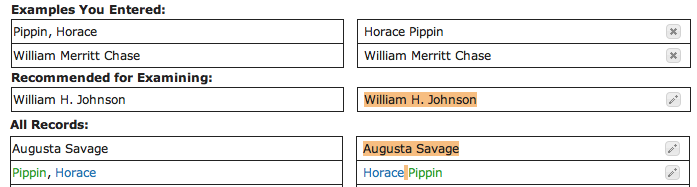 Examples You Entered:
Pippin, Horace Horace Pippin
William Merritt Chase William Merritt Chase
Recommended for Examining:
William H. Johnson William H. Johnson
All Records:
Augusta Savage Augusta Savage
Pippin, Horace Horace Pippin